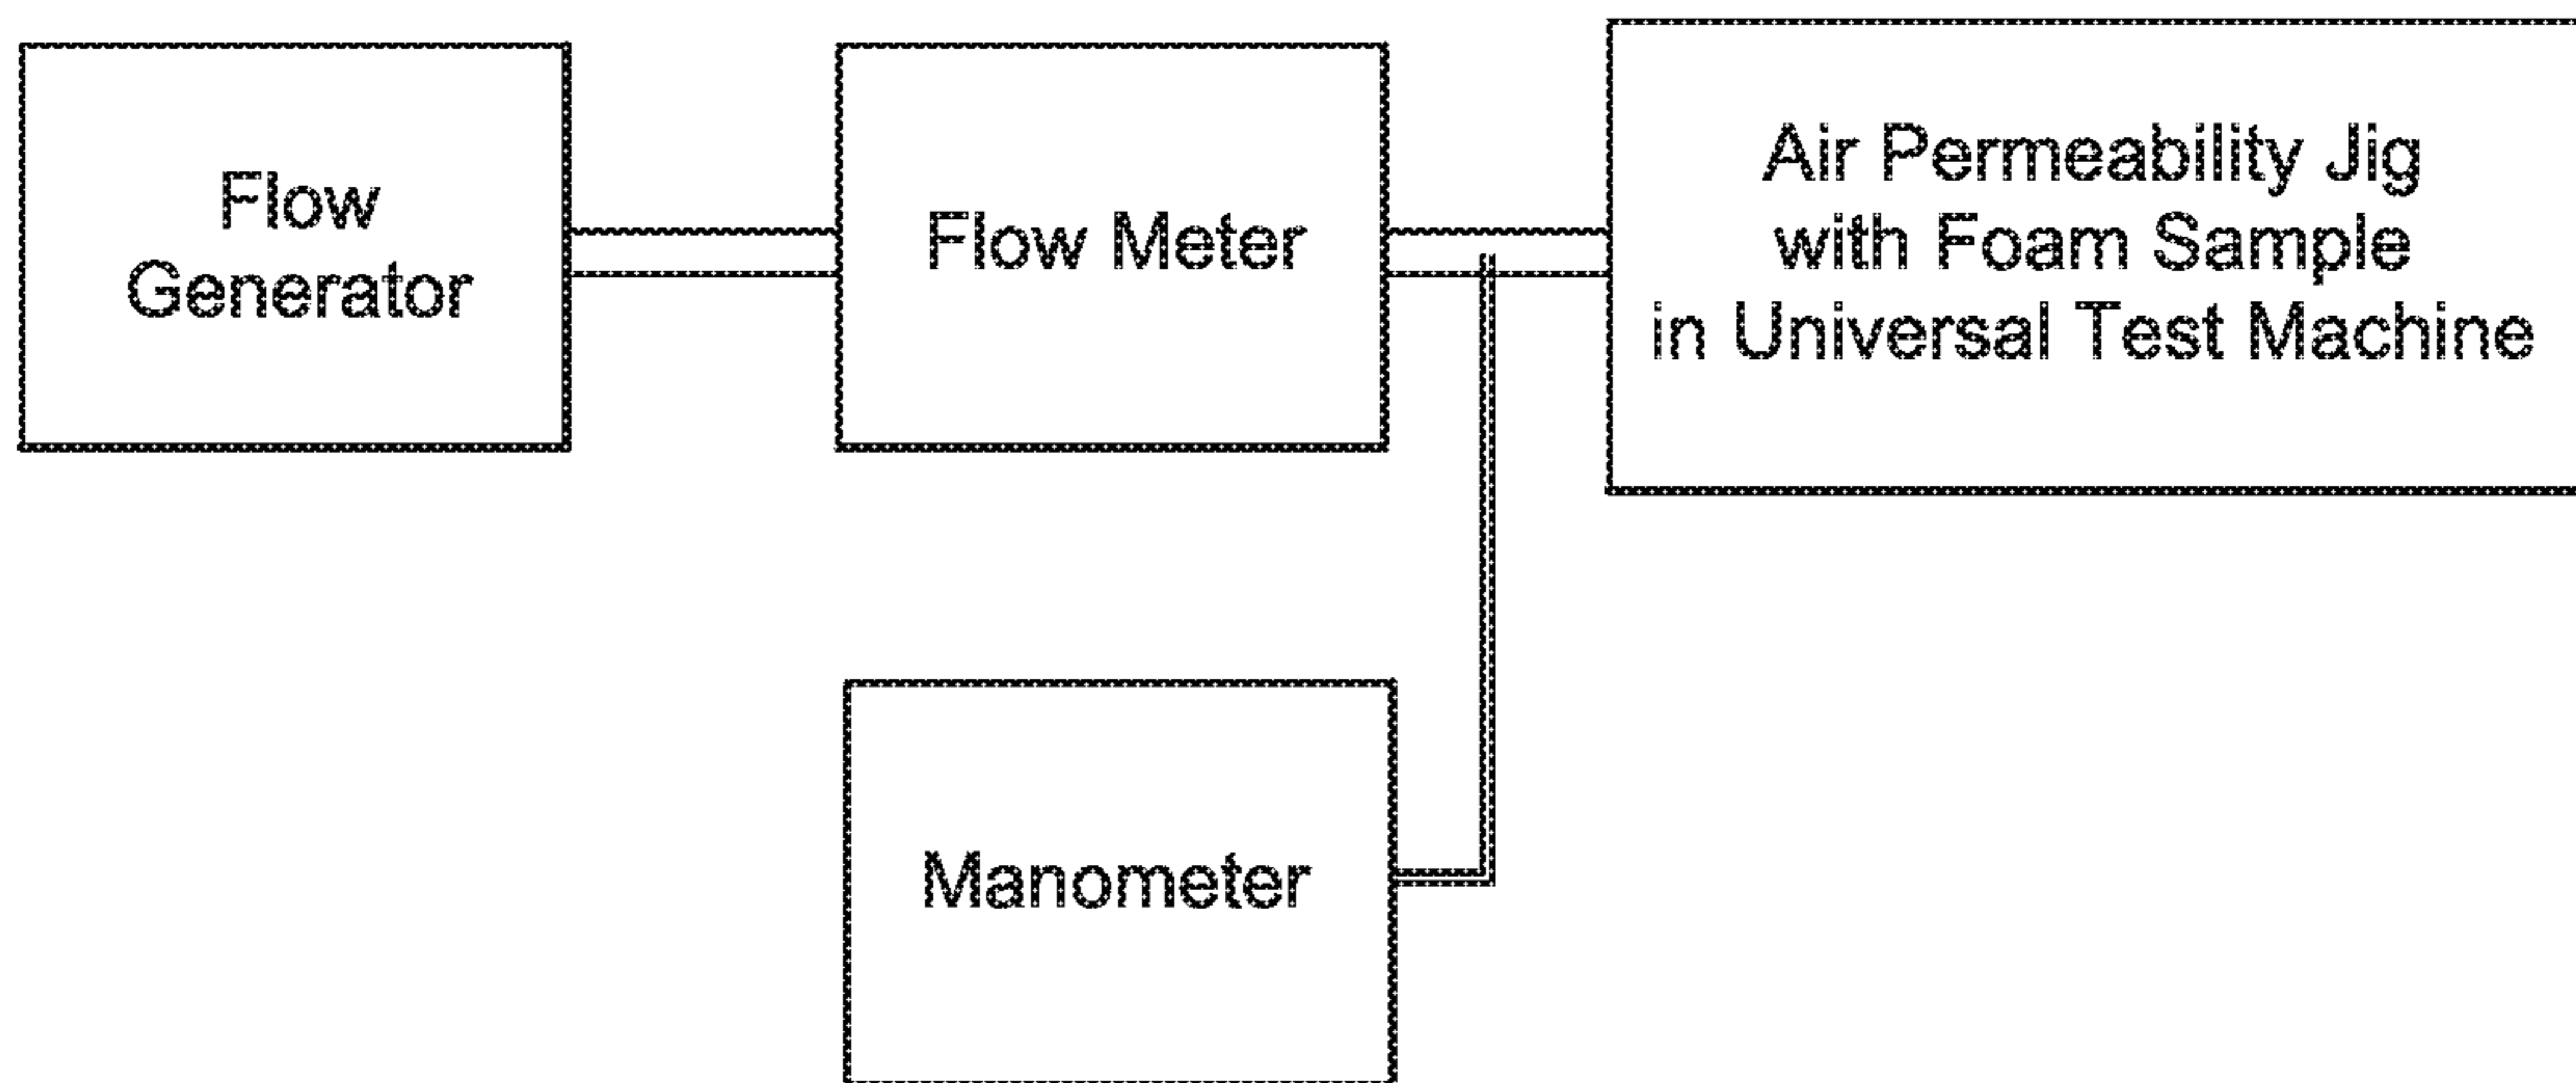 Flow
Generator
Flow Meter
Air Permeability Jig
with Foam Sample
in Universal Test Machine
Manometer